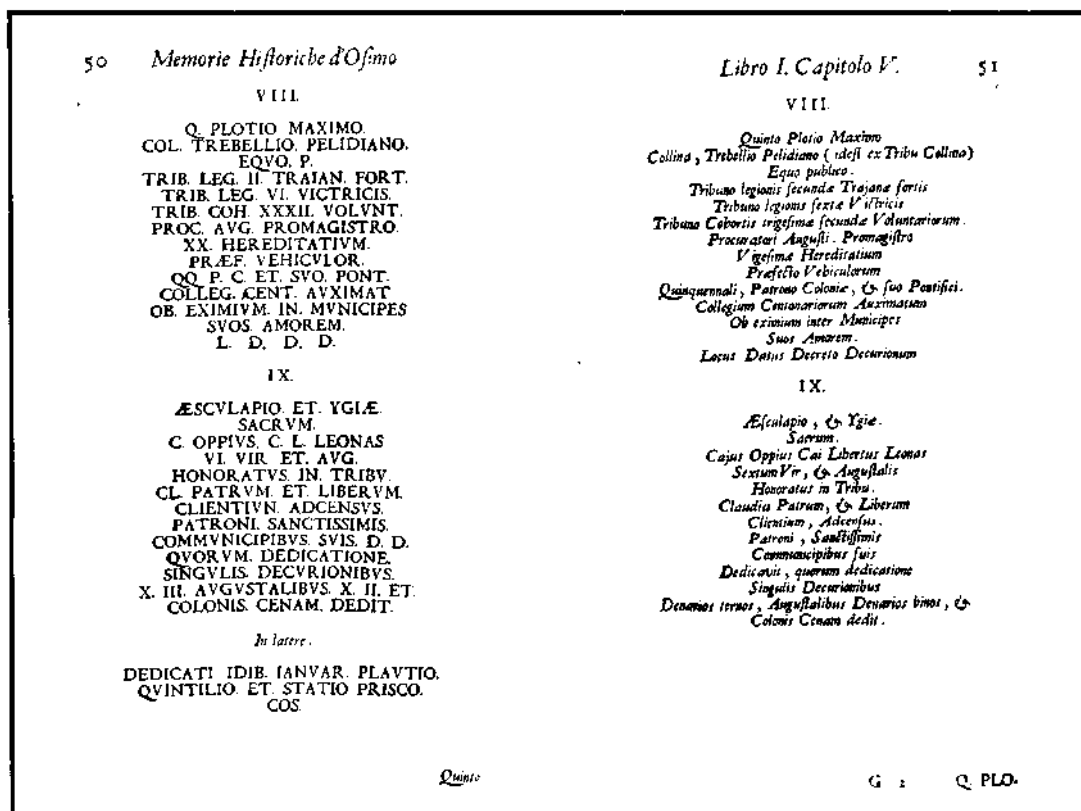 50 Memorie Hiſtoriche d'Oſimo
VIII.
Q. PLOTIO MAXIMO.
COL. TREBELLIO. PELIDIANO.
EQVO. P.
TRIB. LEG. II. TRAIAN. FORT.
TRIB. LEG. VI. VICTRICIS.
TRIB. COH. XXXII. VOLVNT.
PROC. AVG. PROMAGISTRO.
XX. HEREDITATIVM.
PRÆF. VEHICVLOR.
QQ. P. C. ET. SVO. PONT.
COLLEG. CENT. AVXIMAT
OB. EXIMIVM. IN. MVNICIPES
SVOS. AMOREM.
L. D. D. D.
IX.
ÆSCVLAPIO. ET. YGIÆ.
SACRVM.
C. OPPIVS. C. L. LEONAS
VI. VIR ET. AVG.
HONORATVS. IN. TRIBV.
CL. PATRVM. ET. LIBERVM.
CLIENTIVN. ADCENSVS.
PATRONI. SANCTISSIMIS.
COMMVNICIPIBVS. SVIS. D. D.
QVORVM. DEDICATIONE.
SINGVLIS. DECVRIONIBVS.
X. III. AVGVSTALIBVS. X. II. ET.
COLONIS. CENAM. DEDIT.
In latere.
DEDICATI IDIB. IANVAR. PLAVTIO.
QVINTILIO. ET. STATIO PRISCO.
COS.
Quinto
Libro I. Capitolo V. 51
VIII.
Quinto Plotio Maximo
Collina, Trebellio Pelidiano (ideſt ex Tribu Collina)
Equo publico.
Tribuno legionis ſecundæ Trajanæ fortis
Tribuno legionis ſextæ Victricis
Tribuno Cohortis trigeſimæ ſecundæ Voluntariorum.
Procuratori Auguſti. Promagiſtro
Vigeſimæ Hereditatium
Præfecto Vehiculorum
Quinquennali, Patrono Coloniæ, & ſuo Pontifici.
Collegium Centonariorum Auximatum
Ob eximium inter Municipes
Suos Amorem.
Locus Datus Decreto Decurionum
IX.
Æſculapio, & Ygiæ.
Sacrum.
Cajus Oppius Cai Libertus Leonas
Sextum Vir, & Auguſtalis
Honoratus in Tribu.
Claudia Patrum, & Liberum
Clientium, Adcenſus.
Patroni, Sanctiſſimis
Communicipibus ſuis
Dedicavit, quorum dedicatione
Singulis Decurionibus
Denarios ternos, Auguſtalibus Denarios binos, &
Colonis Cenam dedit.
G 2 Q. PLO-